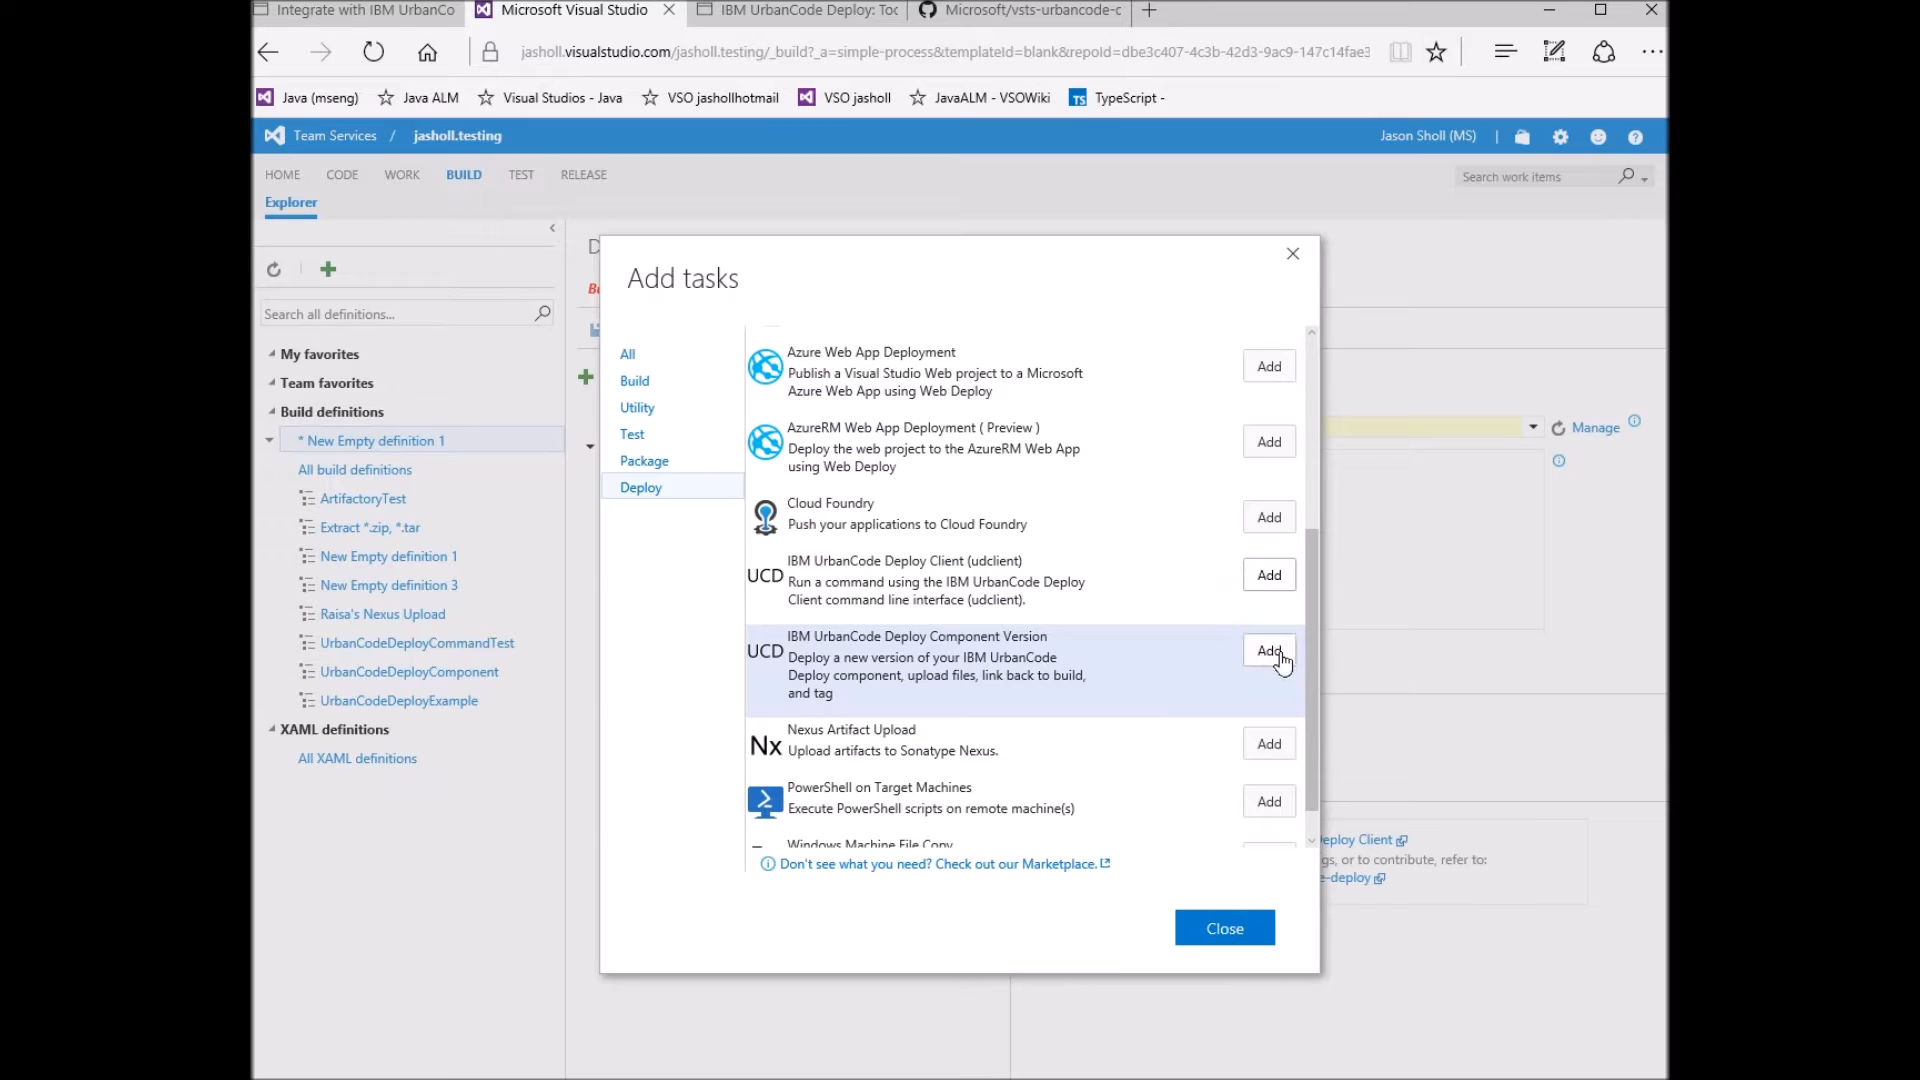 Integrate with IBM UrbanCo
Microsoft Visual Studio
IBM UrbanCode Deploy: Too
Microsoft/vsts-urbancode-c
jasholl.visualstudio.com/jasholl.testing/_build?_a=simple-process&templateId=blank&repoId=dbe3c407-4c3b-42d3-9ac9-147c14fae3
Java (mseng)
Java ALM
Visual Studios - Java
VSO jashollhotmail
VSO jasholl
JavaALM - VSOWiki
TS
TypeScript -
Team Services / jasholl.testing
Jason Sholl (MS)
HOME
CODE
WORK
BUILD
TEST
RELEASE
Search work items
Explorer
Search all definitions...
My favorites
Team favorites
Build definitions
* New Empty definition 1
All build definitions
ArtifactoryTest
Extract *.zip, *.tar
New Empty definition 1
New Empty definition 3
Raisa's Nexus Upload
UrbanCodeDeployCommandTest
UrbanCodeDeployComponent
UrbanCodeDeployExample
XAML definitions
All XAML definitions
Add tasks
All
Build
Utility
Test
Package
Deploy
Azure Web App Deployment
Publish a Visual Studio Web project to a Microsoft
Azure Web App using Web Deploy
Add
AzureRM Web App Deployment ( Preview )
Deploy the web project to the AzureRM Web App
using Web Deploy
Add
Cloud Foundry
Push your applications to Cloud Foundry
Add
UCD
IBM UrbanCode Deploy Client (udclient)
Run a command using the IBM UrbanCode Deploy
Client command line interface (udclient).
Add
UCD
IBM UrbanCode Deploy Component Version
Deploy a new version of your IBM UrbanCode
Deploy component, upload files, link back to build,
and tag
Add
Nx
Nexus Artifact Upload
Upload artifacts to Sonatype Nexus.
Add
PowerShell on Target Machines
Execute PowerShell scripts on remote machine(s)
Add
Windows Machine File Copy
Don't see what you need? Check out our Marketplace.
Close
Manage
eploy Client
gs, or to contribute, refer to:
e-deploy